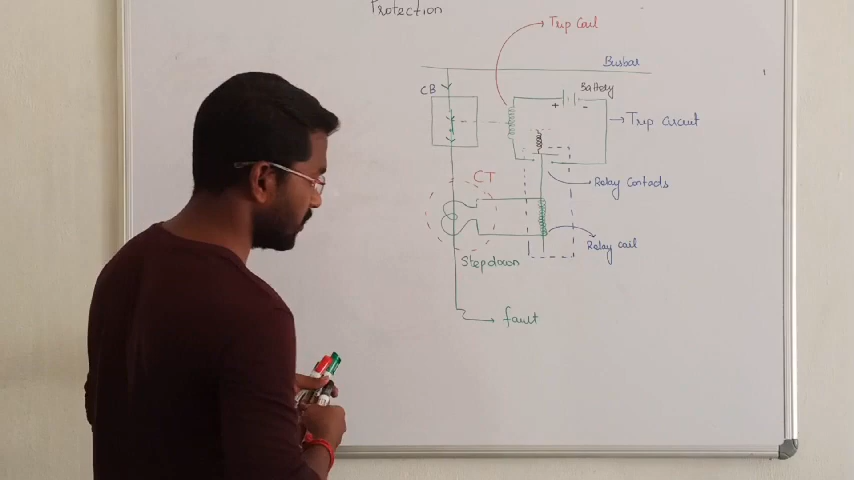 Protection
Trip Coil
Busbar
CB
Battery
+
-
Trip Circuit
CT
Relay Contacts
Relay coil
Stepdown
fault